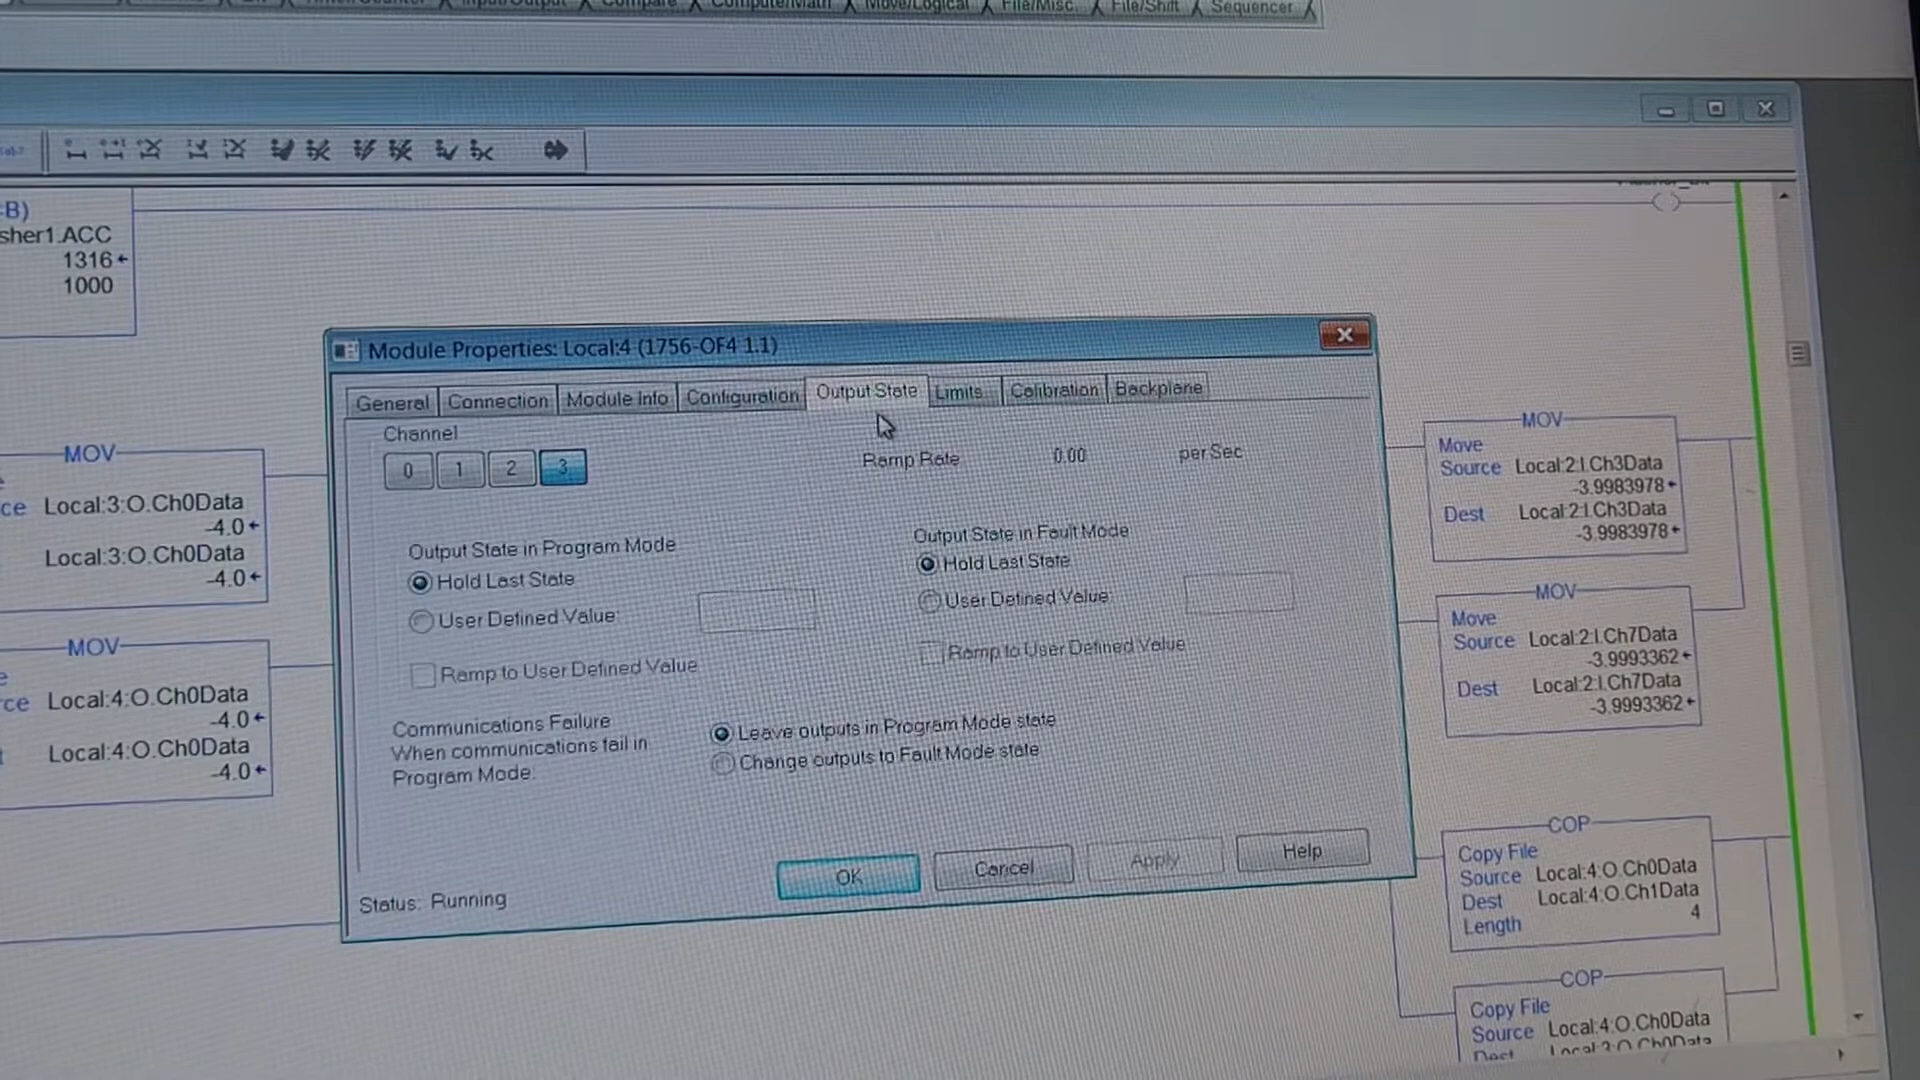 Input/Output
Compare
Compute/Math
Move/Logical
File/Misc.
File/Shift
Sequencer
:B)
sher1.ACC
1316
1000
Module Properties: Local:4 (1756-OF4 1.1)
General
Connection
Module Info
Configuration
Output State
Limits
Calibration
Backplane
Channel
0
1
2
3
Ramp Rate
0.00
per Sec
Output State in Program Mode
Hold Last State
User Defined Value:
Ramp to User Defined Value
Output State in Fault Mode
Hold Last State
User Defined Value:
Ramp to User Defined Value
Communications Failure
When communications fail in
Program Mode:
Leave outputs in Program Mode state
Change outputs to Fault Mode state
OK
Cancel
Apply
Help
Status: Running
MOV
ce Local:3:O.Ch0Data
-4.0
Local:3:O.Ch0Data
-4.0
MOV
ce Local:4:O.Ch0Data
-4.0
Local:4:O.Ch0Data
-4.0
MOV
Move
Source Local:2:I.Ch3Data
-3.9983978
Dest Local:2:I.Ch3Data
-3.9983978
MOV
Move
Source Local:2:I.Ch7Data
-3.9993362
Dest Local:2:I.Ch7Data
-3.9993362
COP
Copy File
Source Local:4:O.Ch0Data
Dest Local:4:O.Ch1Data
Length 4
COP
Copy File
Source Local:4:O.Ch0Data
Dest